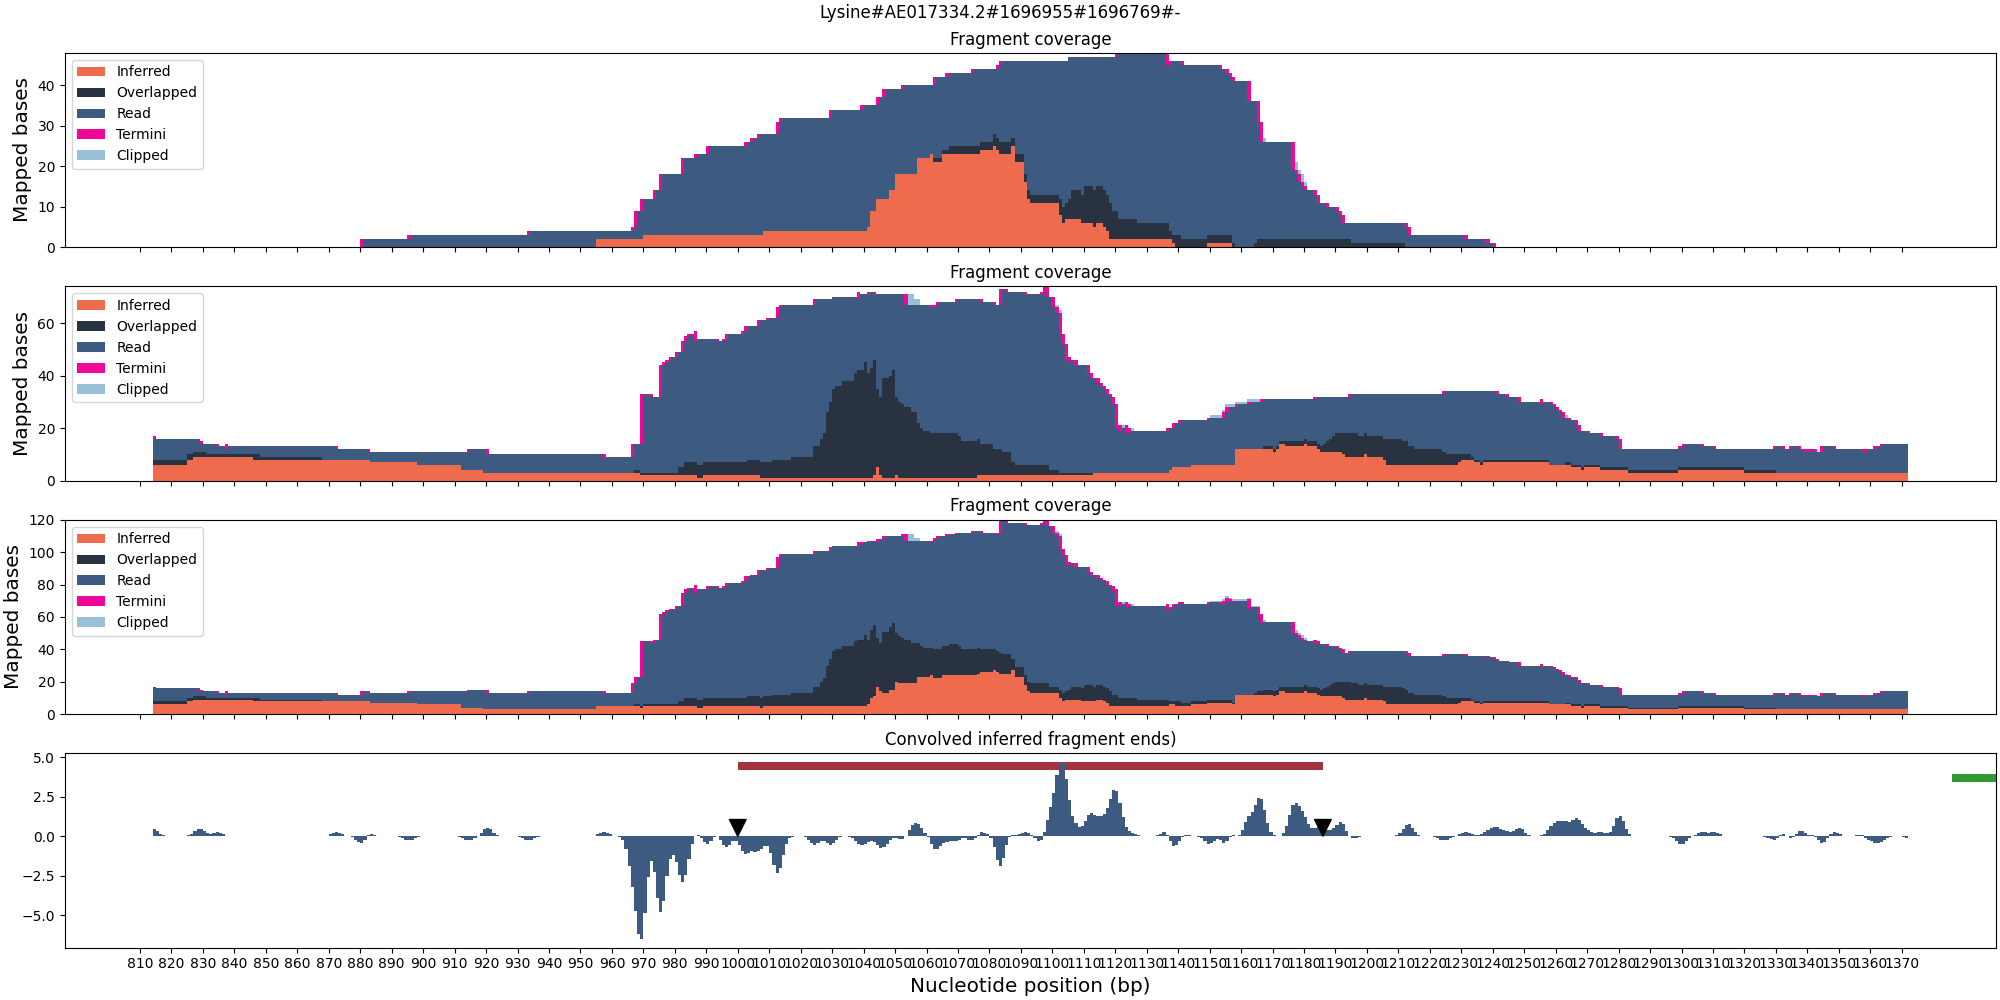 Lysine#AE017334.2#1696955#1696769#-
Fragment coverage
Mapped bases
40
30
20
10
0
Inferred
Overlapped
Read
Termini
Clipped
Fragment coverage
Mapped bases
60
40
20
0
Inferred
Overlapped
Read
Termini
Clipped
Fragment coverage
Mapped bases
120
100
80
60
40
20
0
Inferred
Overlapped
Read
Termini
Clipped
Convolved inferred fragment ends)
5.0
2.5
0.0
−2.5
−5.0
810 820 830 840 850 860 870 880 890 900 910 920 930 940 950 960 970 980 990 1000 1010 1020 1030 1040 1050 1060 1070 1080 1090 1100 1110 1120 1130 1140 1150 1160 1170 1180 1190 1200 1210 1220 1230 1240 1250 1260 1270 1280 1290 1300 1310 1320 1330 1340 1350 1360 1370
Nucleotide position (bp)